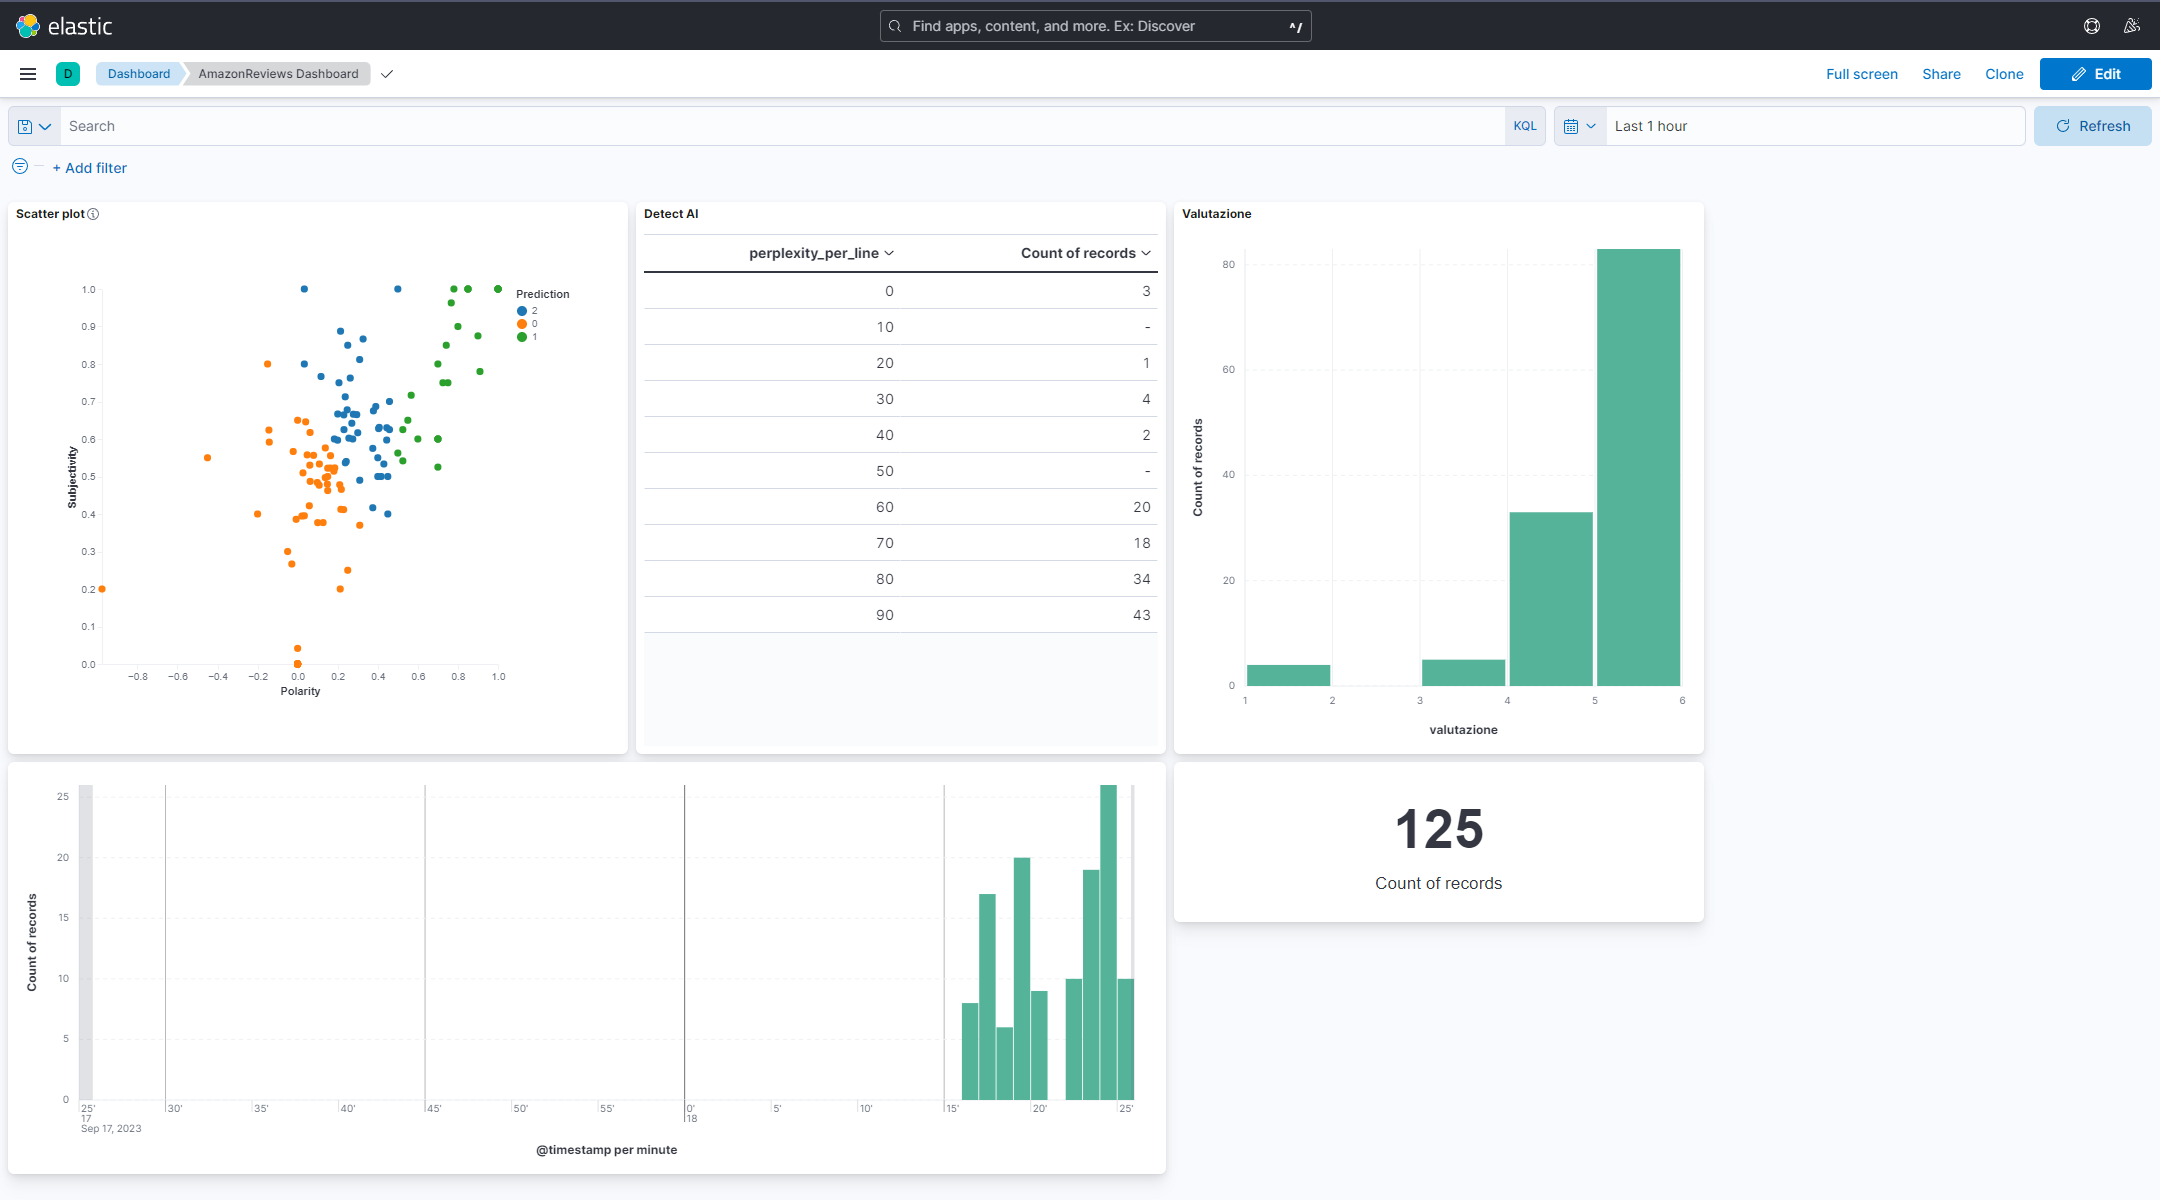 elastic
Find apps, content, and more. Ex: Discover ^/
D Dashboard AmazonReviews Dashboard Full screen Share Clone Edit
Search KQL Last 1 hour Refresh
+ Add filter
Scatter plot
1.0
0.9
0.8
0.7
0.6
0.5
0.4
0.3
0.2
0.1
0.0
Subjectivity
−0.8 −0.6 −0.4 −0.2 0.0 0.2 0.4 0.6 0.8 1.0
Polarity
Prediction
2
0
1
Detect AI
perplexity_per_line Count of records
0 3
10 -
20 1
30 4
40 2
50 -
60 20
70 18
80 34
90 43
Valutazione
80
60
40
20
0
Count of records
1 2 3 4 5 6
valutazione
25
20
15
10
5
0
Count of records
25' 30' 35' 40' 45' 50' 55' 0' 5' 10' 15' 20' 25'
17 18
Sep 17, 2023
@timestamp per minute
125
Count of records